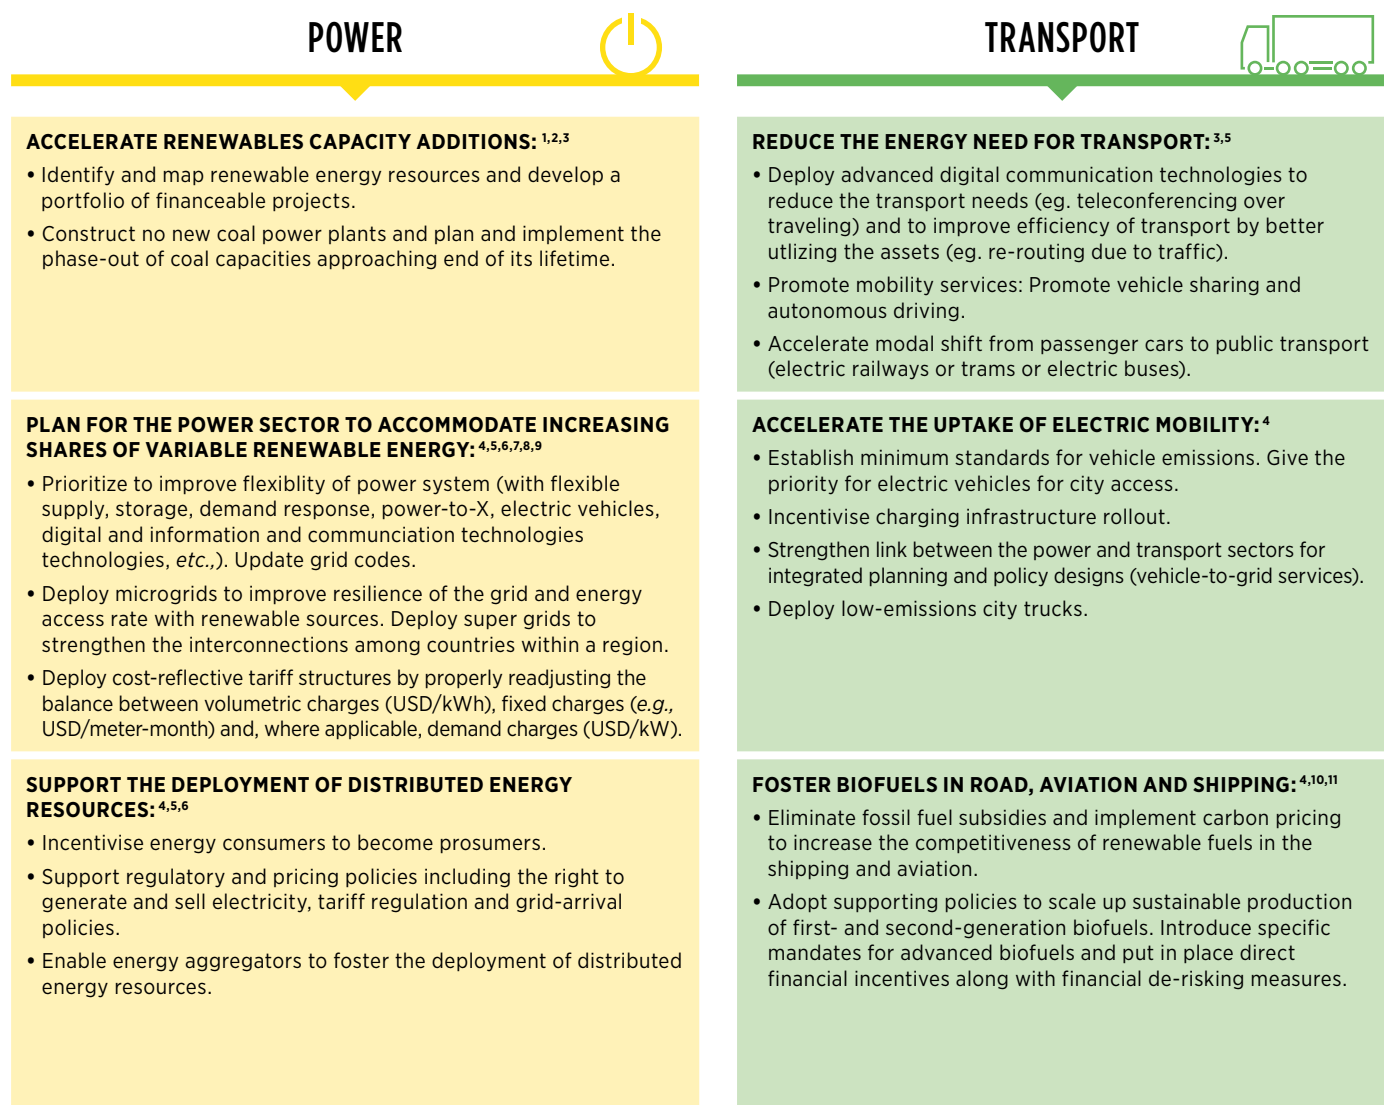 POWER
ACCELERATE RENEWABLES CAPACITY ADDITIONS: 1,2,3
• Identify and map renewable energy resources and develop a
portfolio of financeable projects.
• Construct no new coal power plants and plan and implement the
phase-out of coal capacities approaching end of its lifetime.
PLAN FOR THE POWER SECTOR TO ACCOMMODATE INCREASING
SHARES OF VARIABLE RENEWABLE ENERGY: 4,5,6,7,8,9
• Prioritize to improve flexiblity of power system (with flexible
supply, storage, demand response, power-to-X, electric vehicles,
digital and information and communciation technologies
technologies, etc.,). Update grid codes.
• Deploy microgrids to improve resilience of the grid and energy
access rate with renewable sources. Deploy super grids to
strengthen the interconnections among countries within a region.
• Deploy cost-reflective tariff structures by properly readjusting the
balance between volumetric charges (USD/kWh), fixed charges (e.g.,
USD/meter-month) and, where applicable, demand charges (USD/kW).
SUPPORT THE DEPLOYMENT OF DISTRIBUTED ENERGY
RESOURCES: 4,5,6
• Incentivise energy consumers to become prosumers.
• Support regulatory and pricing policies including the right to
generate and sell electricity, tariff regulation and grid-arrival
policies.
• Enable energy aggregators to foster the deployment of distributed
energy resources.
TRANSPORT
REDUCE THE ENERGY NEED FOR TRANSPORT: 3,5
• Deploy advanced digital communication technologies to
reduce the transport needs (eg. teleconferencing over
traveling) and to improve efficiency of transport by better
utlizing the assets (eg. re-routing due to traffic).
• Promote mobility services: Promote vehicle sharing and
autonomous driving.
• Accelerate modal shift from passenger cars to public transport
(electric railways or trams or electric buses).
ACCELERATE THE UPTAKE OF ELECTRIC MOBILITY: 4
• Establish minimum standards for vehicle emissions. Give the
priority for electric vehicles for city access.
• Incentivise charging infrastructure rollout.
• Strengthen link between the power and transport sectors for
integrated planning and policy designs (vehicle-to-grid services).
• Deploy low-emissions city trucks.
FOSTER BIOFUELS IN ROAD, AVIATION AND SHIPPING: 4,10,11
• Eliminate fossil fuel subsidies and implement carbon pricing
to increase the competitiveness of renewable fuels in the
shipping and aviation.
• Adopt supporting policies to scale up sustainable production
of first- and second-generation biofuels. Introduce specific
mandates for advanced biofuels and put in place direct
financial incentives along with financial de-risking measures.